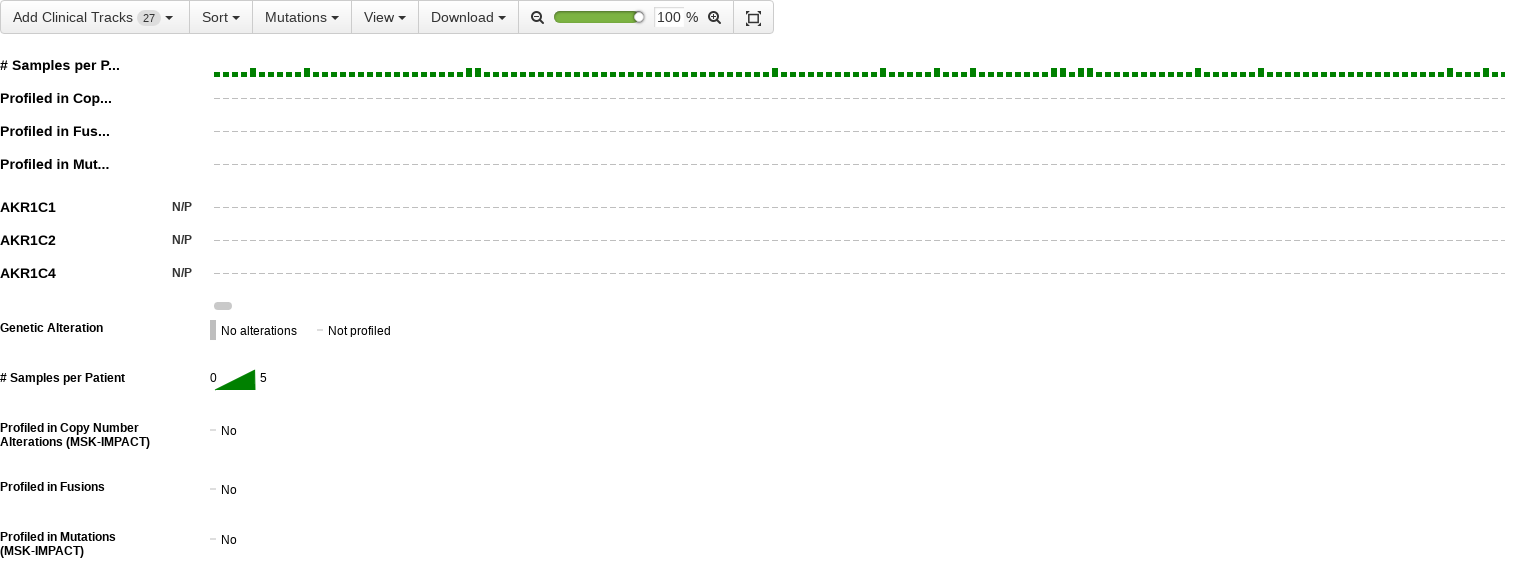 Add Clinical Tracks 27 Sort Mutations View Download 100 %
# Samples per P...
Profiled in Cop...
Profiled in Fus...
Profiled in Mut...
AKR1C1 N/P
AKR1C2 N/P
AKR1C4 N/P
Genetic Alteration No alterations Not profiled
# Samples per Patient 0 5
Profiled in Copy Number
Alterations (MSK-IMPACT) No
Profiled in Fusions No
Profiled in Mutations
(MSK-IMPACT) No